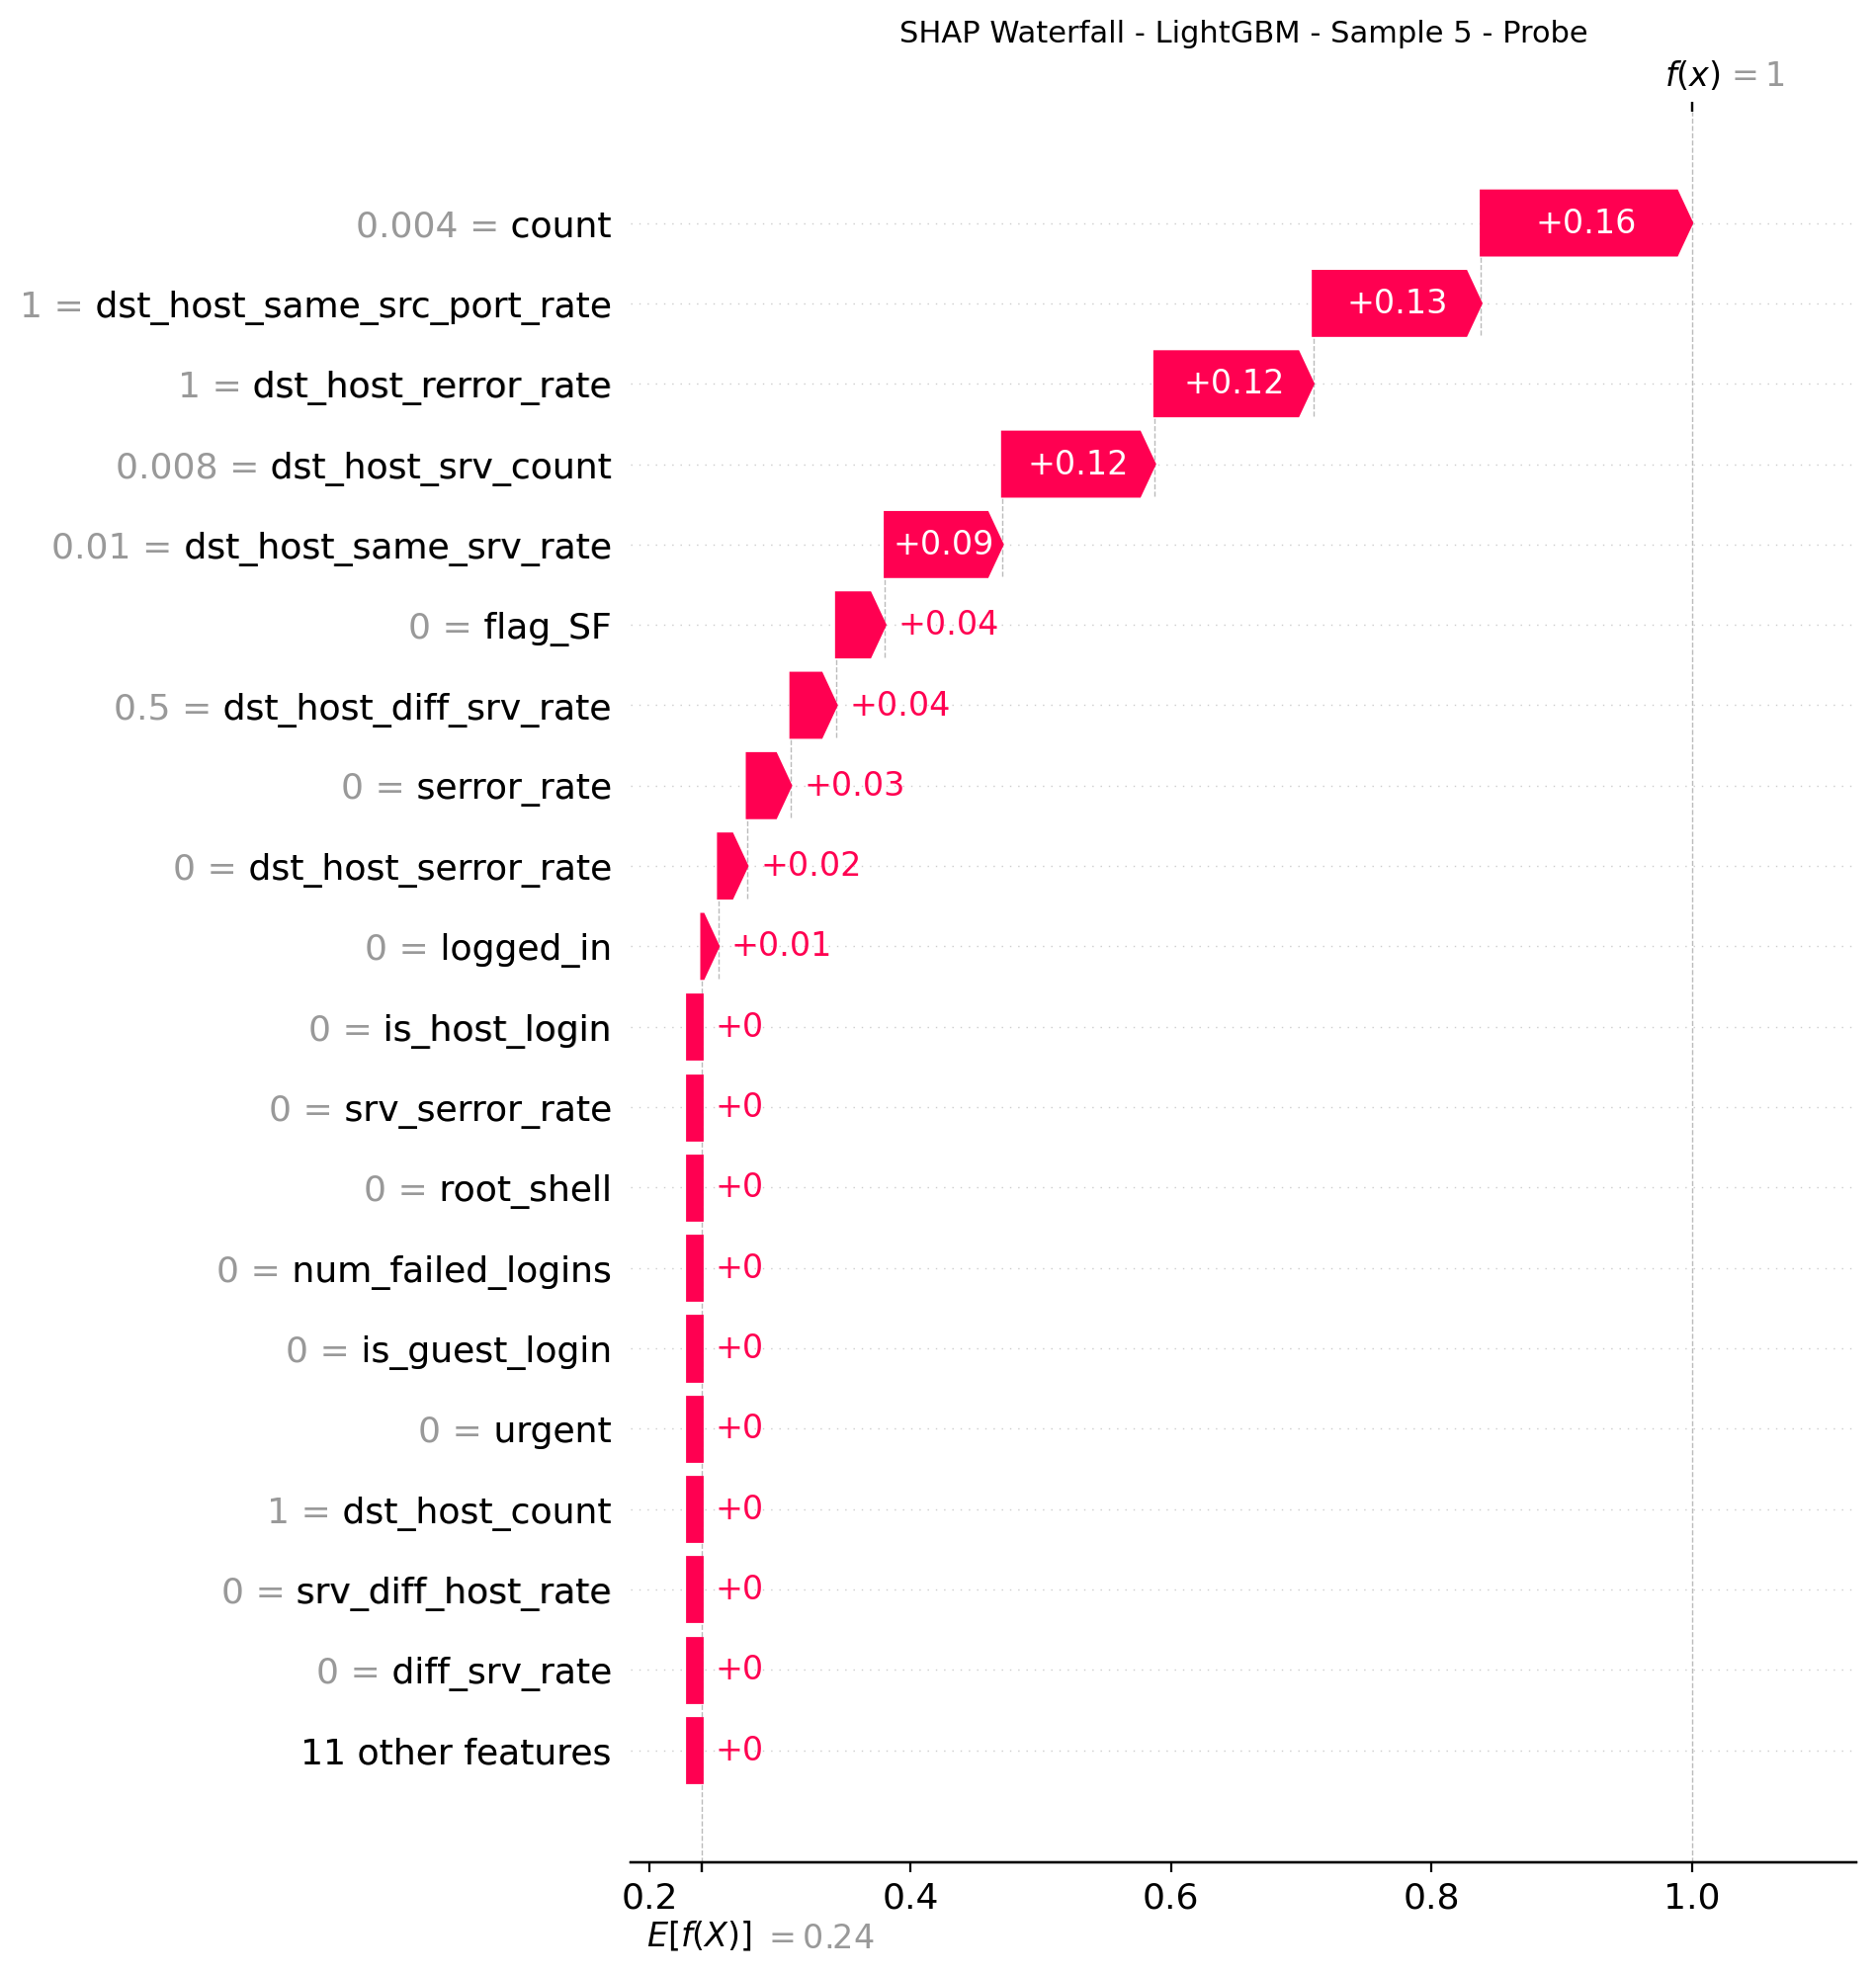 SHAP Waterfall - LightGBM - Sample 5 - Probe
f(x) = 1
0.004 = count +0.16
1 = dst_host_same_src_port_rate +0.13
1 = dst_host_rerror_rate +0.12
0.008 = dst_host_srv_count +0.12
0.01 = dst_host_same_srv_rate +0.09
0 = flag_SF +0.04
0.5 = dst_host_diff_srv_rate +0.04
0 = serror_rate +0.03
0 = dst_host_serror_rate +0.02
0 = logged_in +0.01
0 = is_host_login +0
0 = srv_serror_rate +0
0 = root_shell +0
0 = num_failed_logins +0
0 = is_guest_login +0
0 = urgent +0
1 = dst_host_count +0
0 = srv_diff_host_rate +0
0 = diff_srv_rate +0
11 other features +0
0.2 0.4 0.6 0.8 1.0
E[f(X)] = 0.24